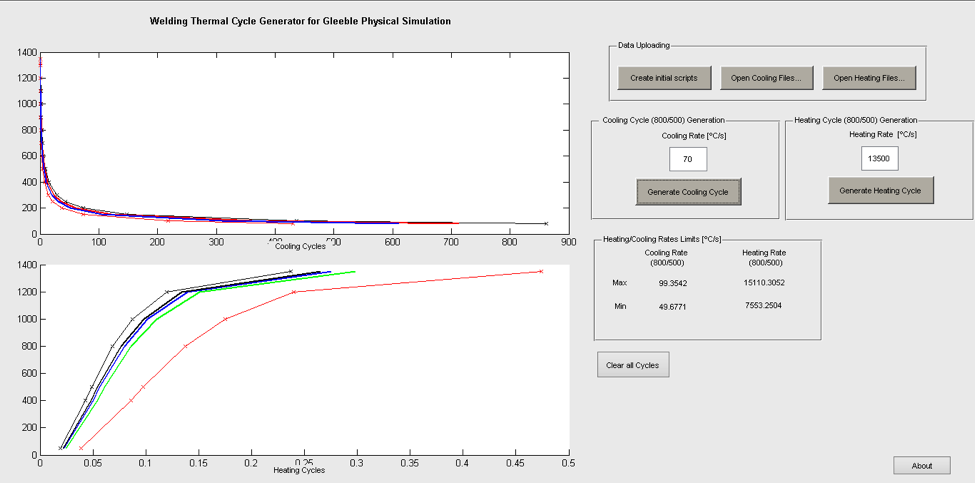 Welding Thermal Cycle Generator for Gleeble Physical Simulation
1400
1200
1000
800
600
400
200
0
0 100 200 300 400 500 600 700 800 900
Cooling Cycles
1400
1200
1000
800
600
400
200
0
0 0.05 0.1 0.15 0.2 0.25 0.3 0.35 0.4 0.45 0.5
Heating Cycles
Data Uploading
Create initial scripts Open Cooling Files... Open Heating Files...
Cooling Cycle (800/500) Generation
Cooling Rate [°C/s]
70
Generate Cooling Cycle
Heating Cycle (800/500) Generation
Heating Rate [°C/s]
13500
Generate Heating Cycle
Heating/Cooling Rates Limits [°C/s]
Cooling Rate Heating Rate
(800/500) (800/500)
Max 99.3542 15110.3052
Min 49.6771 7553.2504
Clear all Cycles
About